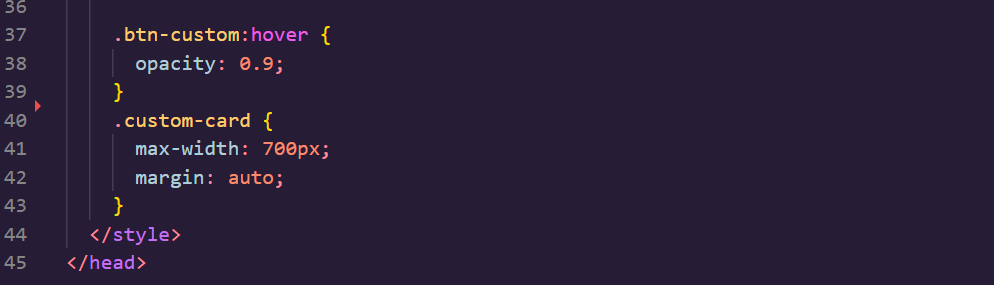 36
37 .btn-custom:hover {
38 opacity: 0.9;
39 }
40 .custom-card {
41 max-width: 700px;
42 margin: auto;
43 }
44 </style>
45 </head>